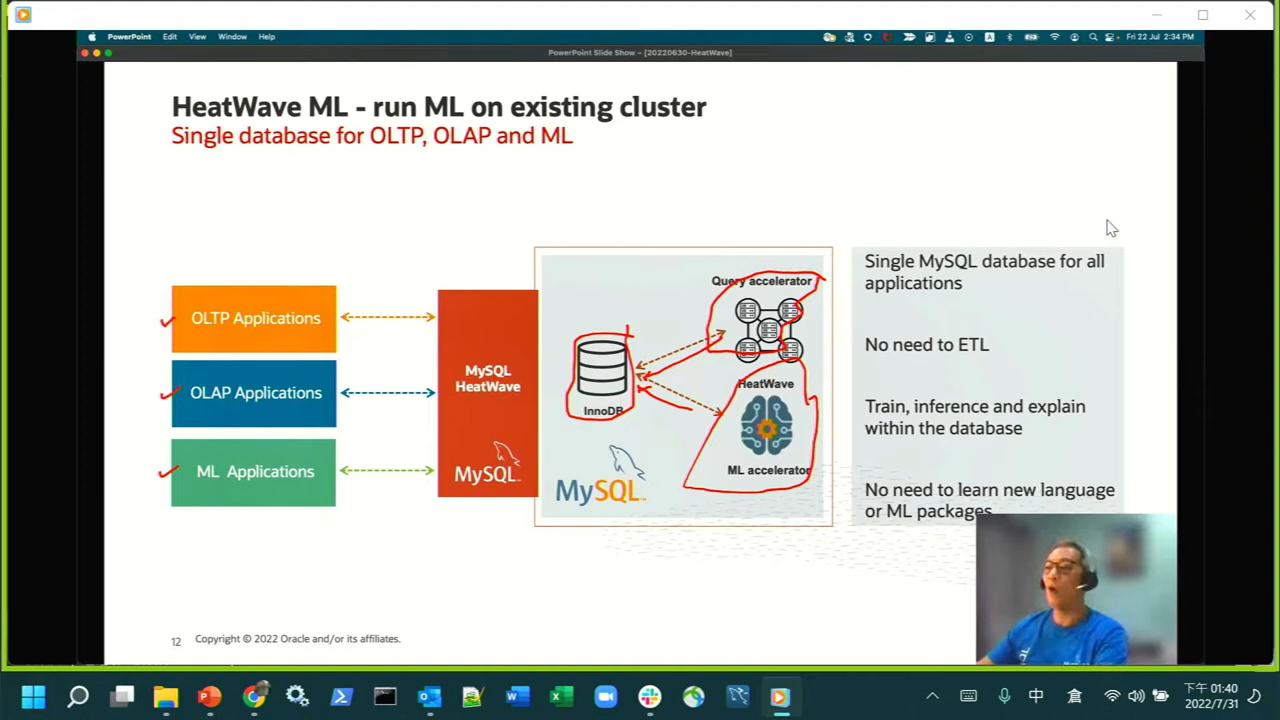 PowerPoint Edit View Window Help
Fri 22 Jul 2:34 PM
PowerPoint Slide Show - [20220630-HeatWave]
HeatWave ML - run ML on existing cluster
Single database for OLTP, OLAP and ML
OLTP Applications
OLAP Applications
ML Applications
MySQL
HeatWave
MySQL™
Query accelerator
InnoDB
HeatWave
ML accelerator
MySQL™
Single MySQL database for all
applications
No need to ETL
Train, inference and explain
within the database
No need to learn new language
or ML packages
12 Copyright © 2022 Oracle and/or its affiliates.
中
倉
下午 01:40
2022/7/31